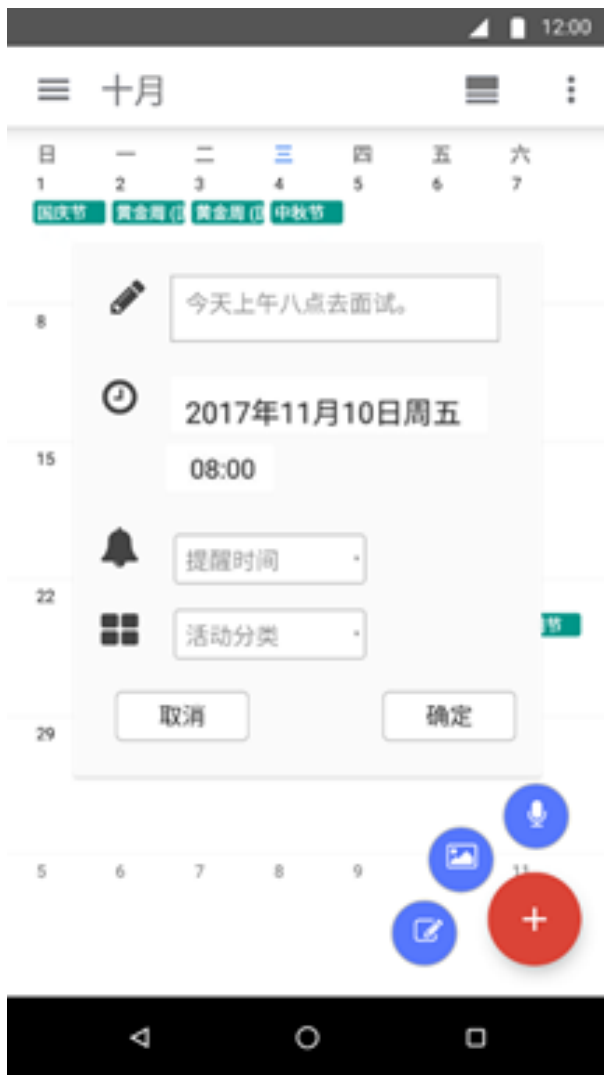 12:00
十月
日 一 二 三 四 五 六
1 2 3 4 5 6 7
国庆节 黄金周 (1 黄金周 (1 中秋节
今天上午八点去面试。
8
2017年11月10日周五
15
08:00
提醒时间
22
节
活动分类
取消 确定
29
5 6 7 8 9 11